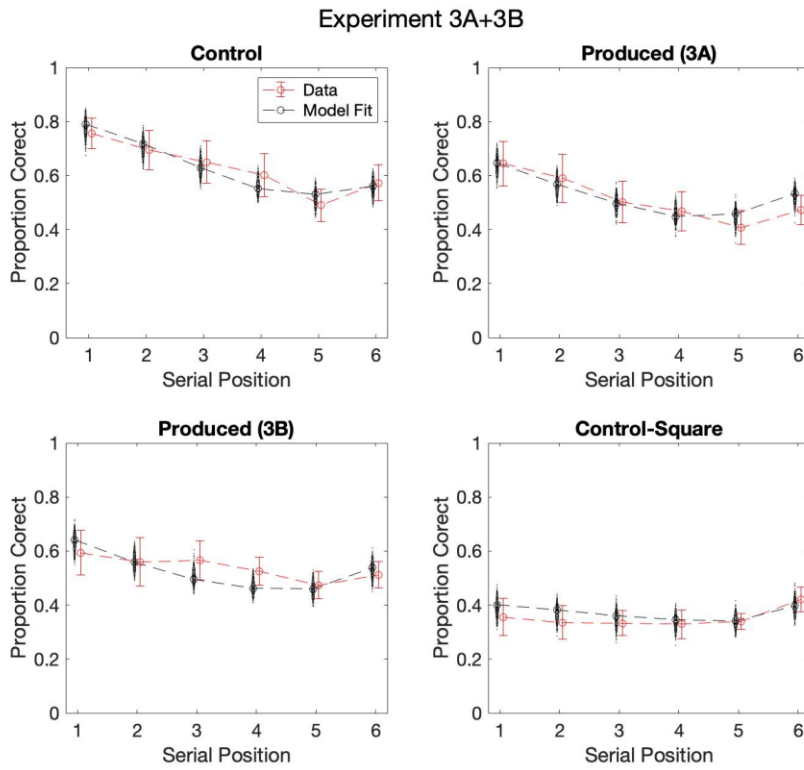 Experiment 3A+3B
Control
Produced (3A)
1
0.8
0.6
0.4
0.2
0
Proportion Corect
1 2 3 4 5 6
Serial Position
Data
Model Fit
1
0.8
0.6
0.4
0.2
0
Proportion Corect
1 2 3 4 5 6
Serial Position
Produced (3B)
Control-Square
1
0.8
0.6
0.4
0.2
0
Proportion Corect
1 2 3 4 5 6
Serial Position
1
0.8
0.6
0.4
0.2
0
Proportion Corect
1 2 3 4 5 6
Serial Position